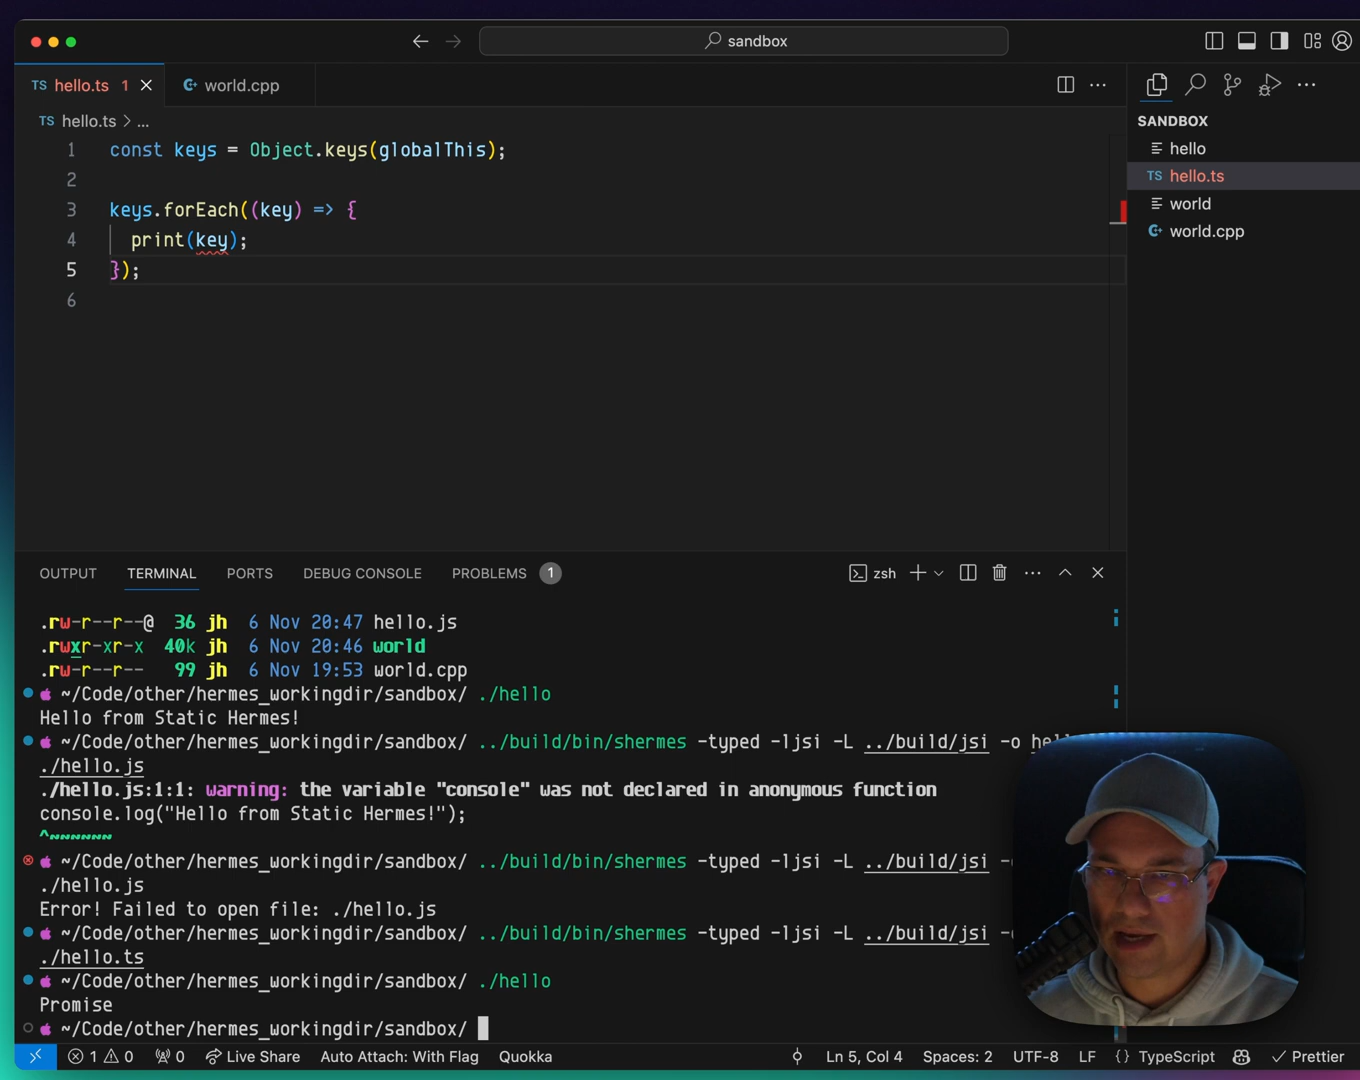 sandbox
TS hello.ts 1
world.cpp
TS hello.ts > ...
1 const keys = Object.keys(globalThis);
2
3 keys.forEach((key) => {
4 print(key);
5 });
6
SANDBOX
hello
TS hello.ts
world
world.cpp
OUTPUT TERMINAL PORTS DEBUG CONSOLE PROBLEMS 1 zsh
.rw-r--r--@ 36 jh 6 Nov 20:47 hello.js
.rwxr-xr-x 40k jh 6 Nov 20:46 world
.rw-r--r-- 99 jh 6 Nov 19:53 world.cpp
~/Code/other/hermes_workingdir/sandbox/ ./hello
Hello from Static Hermes!
~/Code/other/hermes_workingdir/sandbox/ ../build/bin/shermes -typed -ljsi -L ../build/jsi -o
./hello.js
./hello.js:1:1: warning: the variable "console" was not declared in anonymous function
console.log("Hello from Static Hermes!");
^~~~~~~
~/Code/other/hermes_workingdir/sandbox/ ../build/bin/shermes -typed -ljsi -L ../build/jsi
./hello.js
Error! Failed to open file: ./hello.js
~/Code/other/hermes_workingdir/sandbox/ ../build/bin/shermes -typed -ljsi -L ../build/jsi
./hello.ts
~/Code/other/hermes_workingdir/sandbox/ ./hello
Promise
~/Code/other/hermes_workingdir/sandbox/
1 0 0 Live Share Auto Attach: With Flag Quokka Ln 5, Col 4 Spaces: 2 UTF-8 LF {} TypeScript Prettier